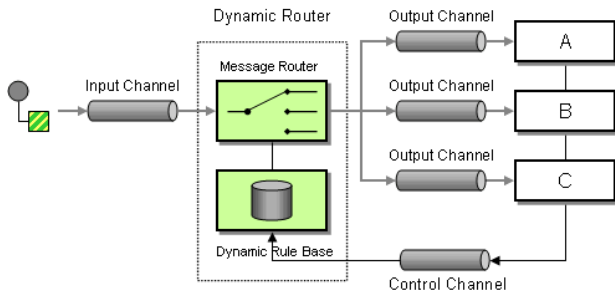 Dynamic Router
Output Channel
A
Input Channel
Message Router
Output Channel
B
Output Channel
C
Dynamic Rule Base
Control Channel